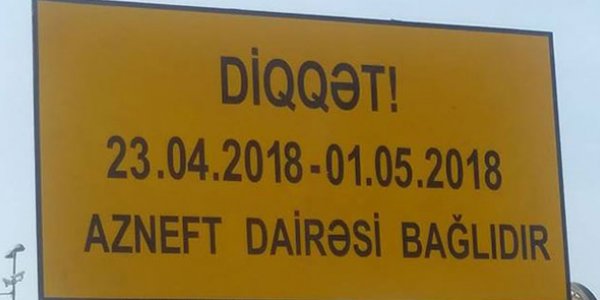 DİQQƏT!
23.04.2018-01.05.2018
AZNEFT DAİRƏSİ BAĞLIDIR